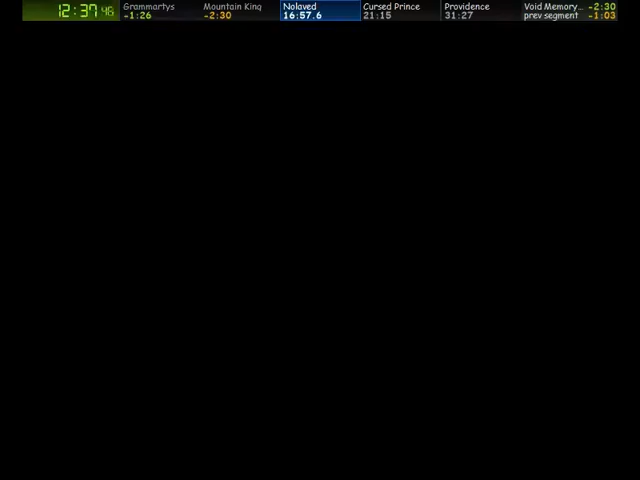 12:37.46
Grammartys
-1:26
Mountain King
-2:30
Nolaved
16:57.6
Cursed Prince
21:15
Providence
31:27
Void Memory... -2:30
prev segment -1:03